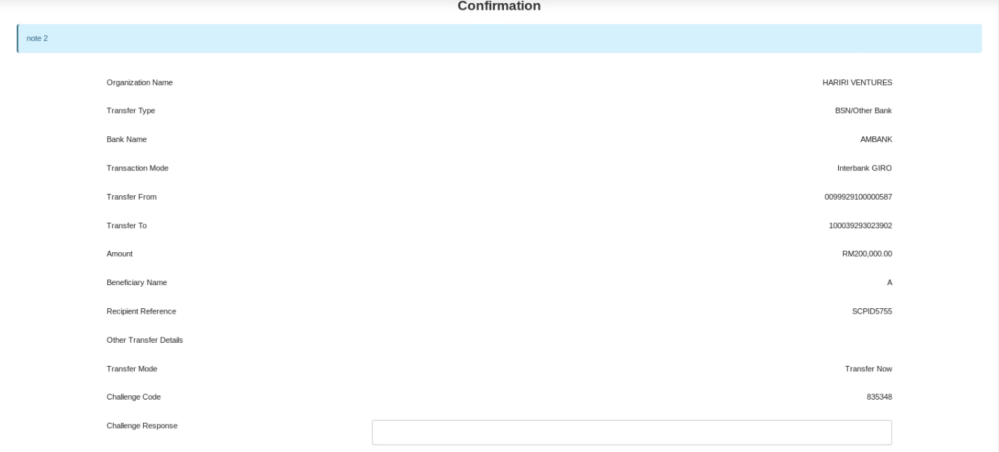 Confirmation
note 2
Organization Name HARIRI VENTURES
Transfer Type BSN/Other Bank
Bank Name AMBANK
Transaction Mode Interbank GIRO
Transfer From 0099929100000587
Transfer To 100039293023902
Amount RM200,000.00
Beneficiary Name A
Recipient Reference SCPID5755
Other Transfer Details
Transfer Mode Transfer Now
Challenge Code 835348
Challenge Response